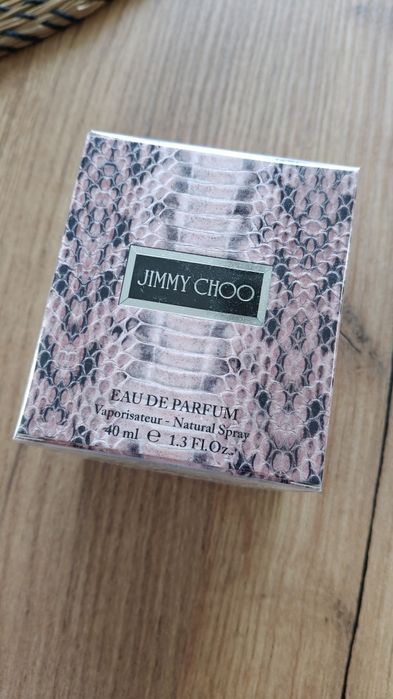 JIMMY CHOO
EAU DE PARFUM
Vaporisateur - Natural Spray
40 ml ℮ 1.3 Fl.Oz.